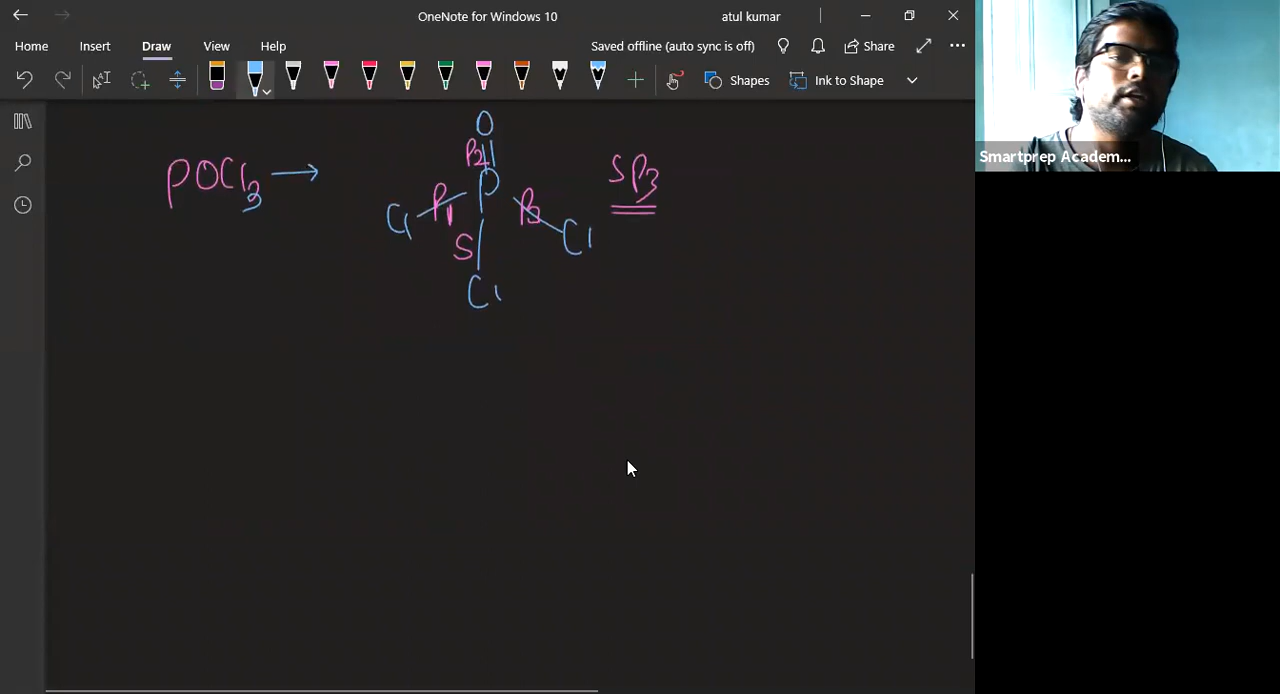 OneNote for Windows 10
atul kumar
Home Insert Draw View Help
Saved offline (auto sync is off)
Share
Shapes
Ink to Shape
Smartprep Academ...
O
P2
POCl3 → P SP3
Cl P1 P3 Cl
S
Cl